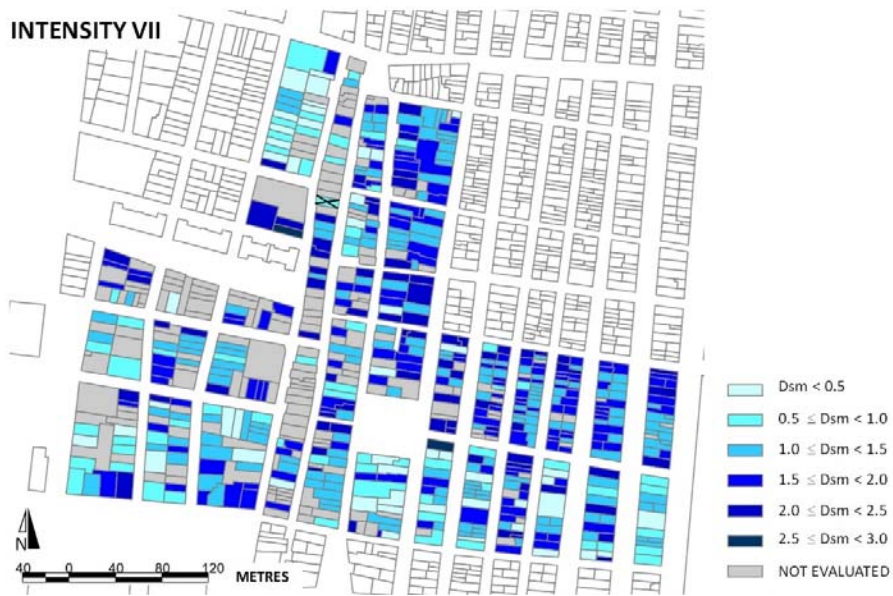 INTENSITY VII
Dsm < 0.5
0.5 ≤ Dsm < 1.0
1.0 ≤ Dsm < 1.5
1.5 ≤ Dsm < 2.0
2.0 ≤ Dsm < 2.5
2.5 ≤ Dsm < 3.0
NOT EVALUATED
N
40 0 40 80 120
METRES